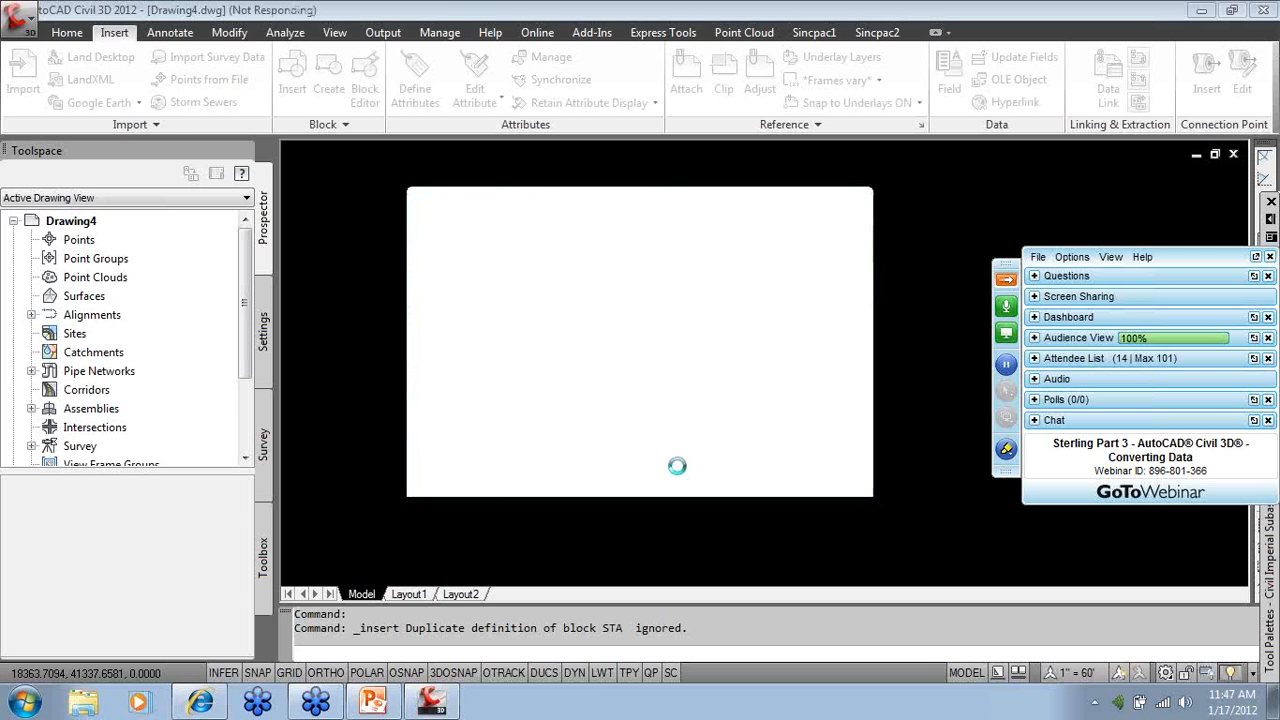 toCAD Civil 3D 2012 - [Drawing4.dwg] (Not Responding)
3D
Home Insert Annotate Modify Analyze View Output Manage Help Online Add-Ins Express Tools Point Cloud Sincpac1 Sincpac2
Land Desktop Import Survey Data
LandXML Points from File
Google Earth Storm Sewers
Import
Import
Insert Create Block Editor
Block
Define Attributes Edit Attribute
Manage
Synchronize
Retain Attribute Display
Attributes
Attach Clip Adjust
Underlay Layers
*Frames vary*
Snap to Underlays ON
Reference
Field
Update Fields
OLE Object
Hyperlink
Data
Data Link
Linking & Extraction
Insert Edit
Connection Point
Toolspace
Active Drawing View
Drawing4
Points
Point Groups
Point Clouds
Surfaces
Alignments
Sites
Catchments
Pipe Networks
Corridors
Assemblies
Intersections
Survey
View Frame Groups
Prospector
Settings
Survey
Toolbox
File Options View Help
Questions
Screen Sharing
Dashboard
Audience View 100%
Attendee List (14 | Max 101)
Audio
Polls (0/0)
Chat
Sterling Part 3 - AutoCAD® Civil 3D® -
Converting Data
Webinar ID: 896-801-366
GoToWebinar
Tool Palettes - Civil Imperial Subas
Model Layout1 Layout2
Command:
Command: _insert Duplicate definition of block STA ignored.
18363.7094, 41337.6581, 0.0000 INFER SNAP GRID ORTHO POLAR OSNAP 3DOSNAP OTRACK DUCS DYN LWT TPY QP SC MODEL 1" = 60'
11:47 AM
1/17/2012